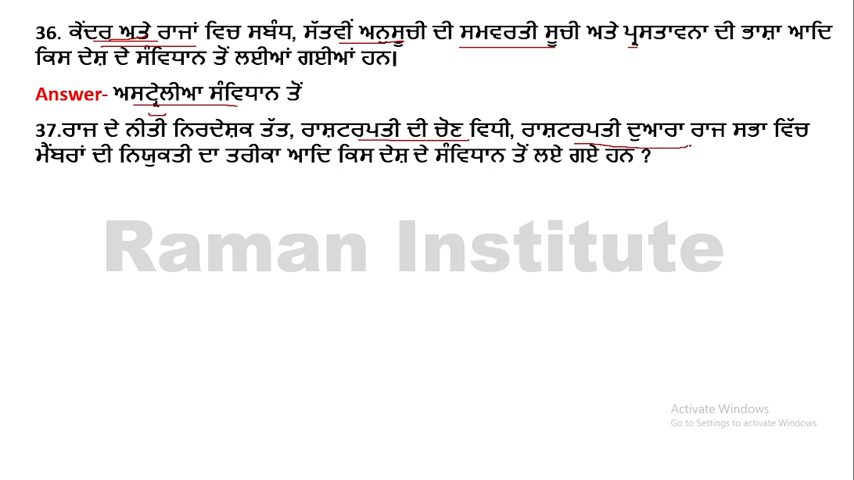 36. ਕੇਂਦਰ ਅਤੇ ਰਾਜਾਂ ਵਿਚ ਸਬੰਧ, ਸੱਤਵੀਂ ਅਨੁਸੂਚੀ ਦੀ ਸਮਵਰਤੀ ਸੂਚੀ ਅਤੇ ਪ੍ਰਸਤਾਵਨਾ ਦੀ ਭਾਸ਼ਾ ਆਦਿ
ਕਿਸ ਦੇਸ਼ ਦੇ ਸੰਵਿਧਾਨ ਤੋਂ ਲਈਆਂ ਗਈਆਂ ਹਨ।
Answer- ਅਸਟ੍ਰੇਲੀਆ ਸੰਵਿਧਾਨ ਤੋਂ
37.ਰਾਜ ਦੇ ਨੀਤੀ ਨਿਰਦੇਸ਼ਕ ਤੱਤ, ਰਾਸ਼ਟਰਪਤੀ ਦੀ ਚੋਣ ਵਿਧੀ, ਰਾਸ਼ਟਰਪਤੀ ਦੁਆਰਾ ਰਾਜ ਸਭਾ ਵਿੱਚ
ਮੈਂਬਰਾਂ ਦੀ ਨਿਯੁਕਤੀ ਦਾ ਤਰੀਕਾ ਆਦਿ ਕਿਸ ਦੇਸ਼ ਦੇ ਸੰਵਿਧਾਨ ਤੋਂ ਲਏ ਗਏ ਹਨ ?
Raman Institute
Activate Windows
Go to Settings to activate Windows.